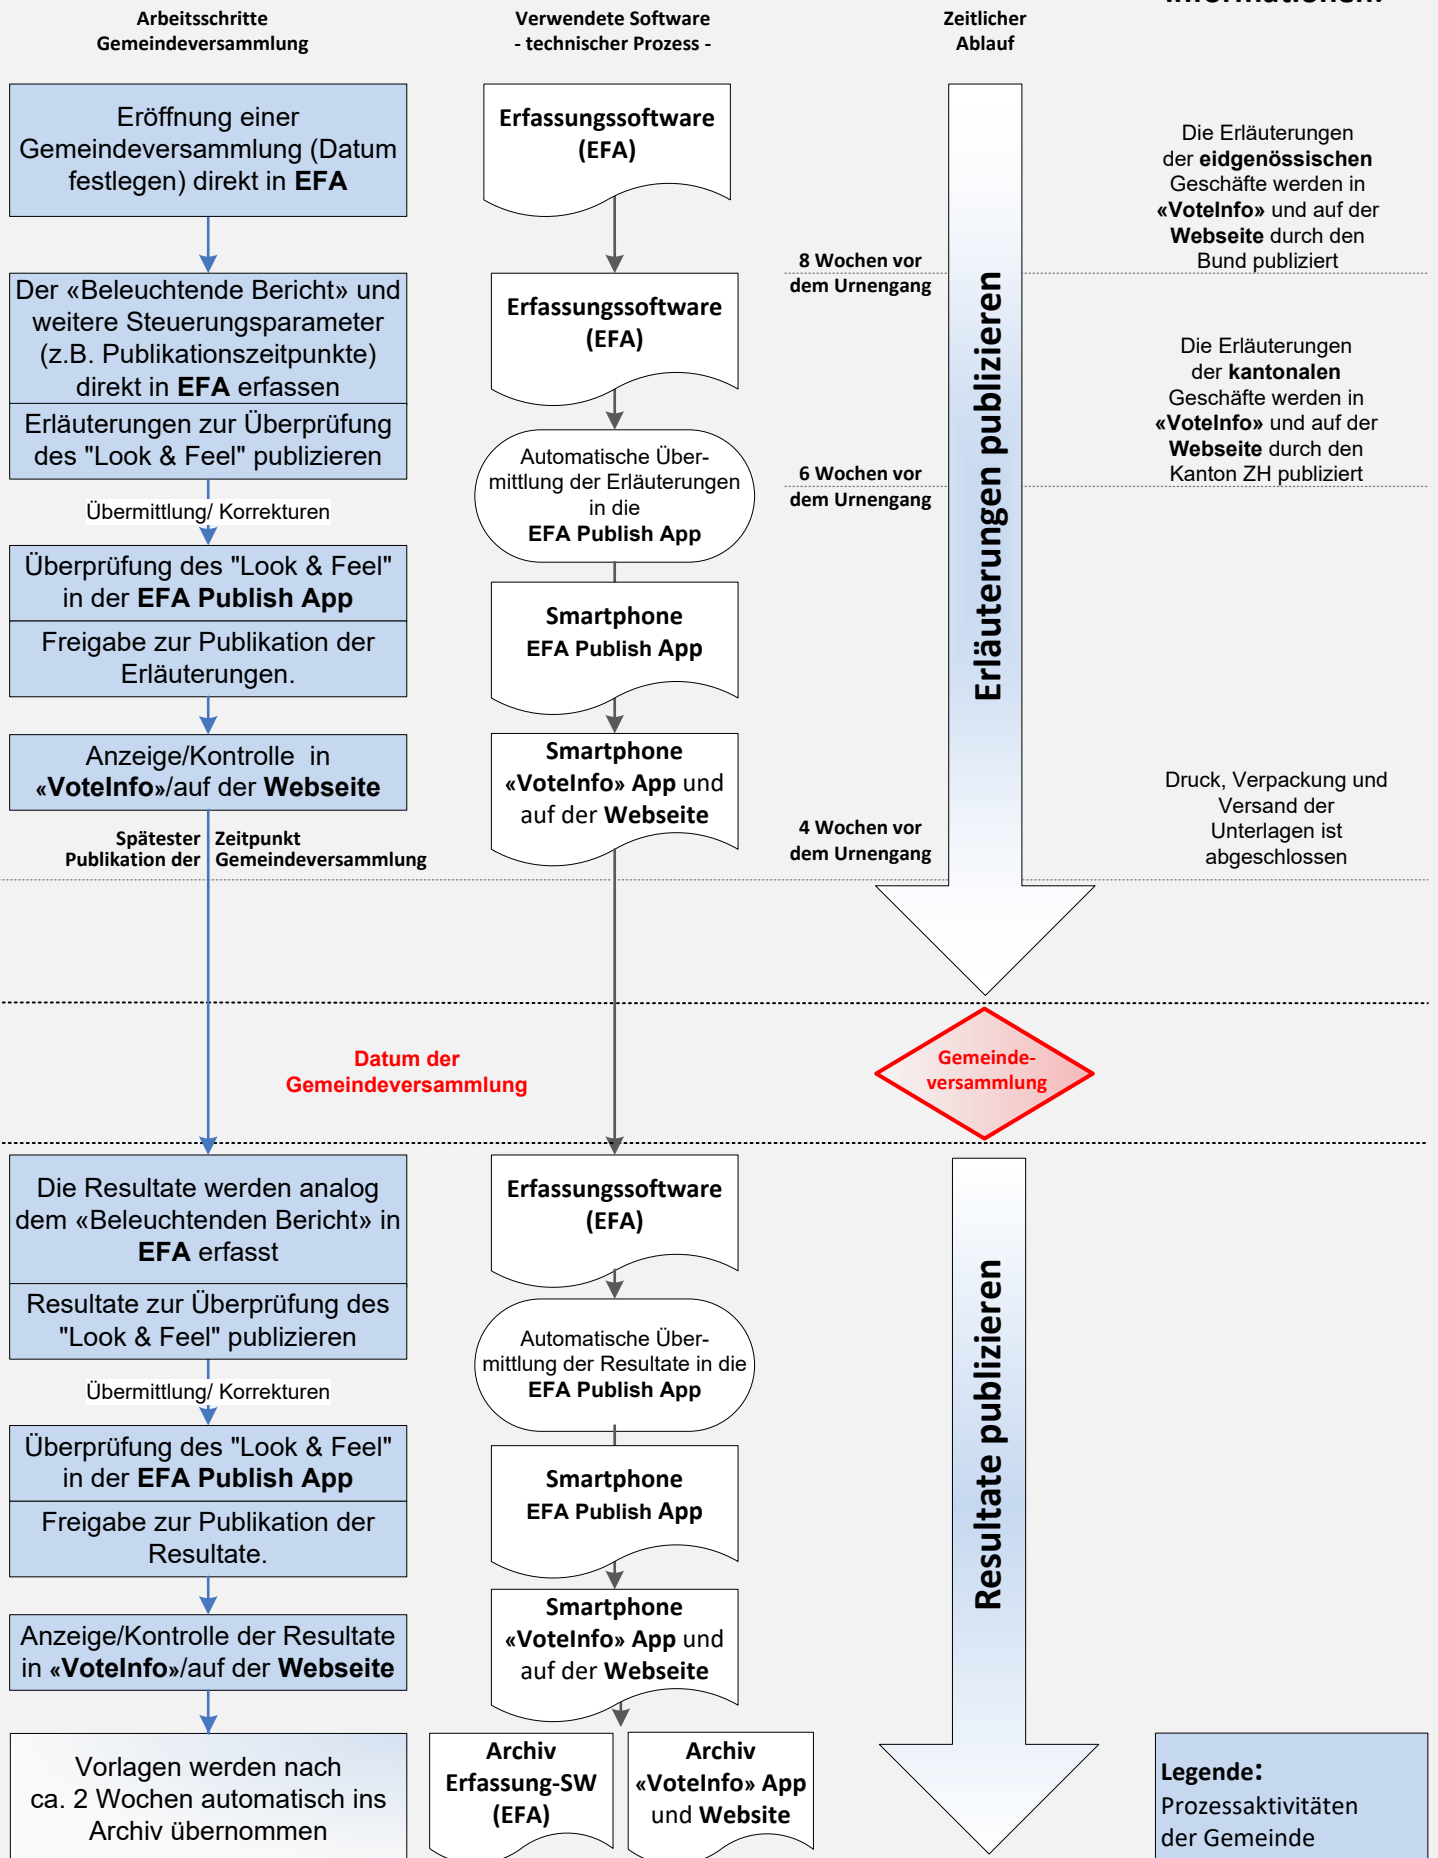 Informationen:
Arbeitsschritte
Gemeindeversammlung
Verwendete Software
- technischer Prozess -
Zeitlicher
Ablauf
Eröffnung einer
Gemeindeversammlung (Datum
festlegen) direkt in EFA
Der «Beleuchtende Bericht» und
weitere Steuerungsparameter
(z.B. Publikationszeitpunkte)
direkt in EFA erfassen
Erläuterungen zur Überprüfung
des "Look & Feel" publizieren
Übermittlung/ Korrekturen
Überprüfung des "Look & Feel"
in der EFA Publish App
Freigabe zur Publikation der
Erläuterungen.
Anzeige/Kontrolle in
«VoteInfo»/auf der Webseite
Spätester Zeitpunkt
Publikation der Gemeindeversammlung
Erfassungssoftware
(EFA)
Erfassungssoftware
(EFA)
Automatische Über-
mittlung der Erläuterungen
in die
EFA Publish App
Smartphone
EFA Publish App
Smartphone
«VoteInfo» App und
auf der Webseite
8 Wochen vor
dem Urnengang
6 Wochen vor
dem Urnengang
4 Wochen vor
dem Urnengang
Erläuterungen publizieren
Die Erläuterungen
der eidgenössischen
Geschäfte werden in
«VoteInfo» und auf der
Webseite durch den
Bund publiziert
Die Erläuterungen
der kantonalen
Geschäfte werden in
«VoteInfo» und auf der
Webseite durch den
Kanton ZH publiziert
Druck, Verpackung und
Versand der
Unterlagen ist
abgeschlossen
Datum der
Gemeindeversammlung
Gemeinde-
versammlung
Die Resultate werden analog
dem «Beleuchtenden Bericht» in
EFA erfasst
Resultate zur Überprüfung des
"Look & Feel" publizieren
Übermittlung/ Korrekturen
Überprüfung des "Look & Feel"
in der EFA Publish App
Freigabe zur Publikation der
Resultate.
Anzeige/Kontrolle der Resultate
in «VoteInfo»/auf der Webseite
Vorlagen werden nach
ca. 2 Wochen automatisch ins
Archiv übernommen
Erfassungssoftware
(EFA)
Automatische Über-
mittlung der Resultate in die
EFA Publish App
Smartphone
EFA Publish App
Smartphone
«VoteInfo» App und
auf der Webseite
Archiv
Erfassung-SW
(EFA)
Archiv
«VoteInfo» App
und Website
Resultate publizieren
Legende:
Prozessaktivitäten
der Gemeinde